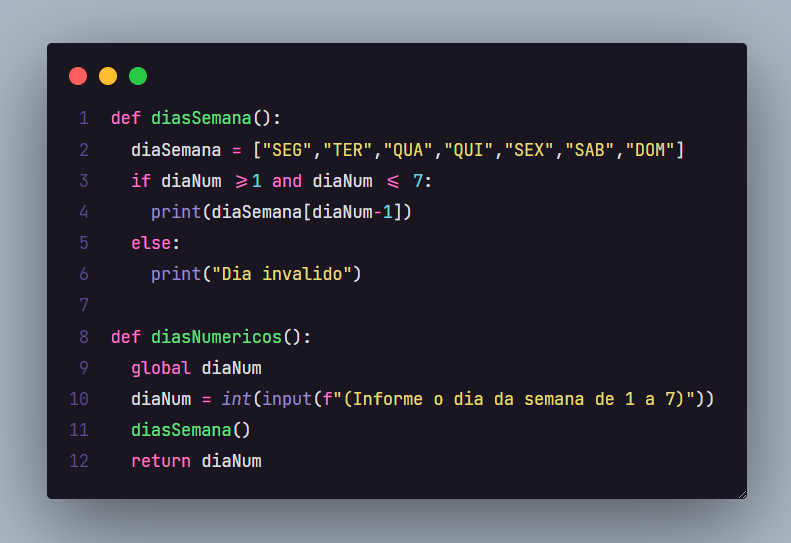 1 def diasSemana():
2   diaSemana = ["SEG","TER","QUA","QUI","SEX","SAB","DOM"]
3   if diaNum >=1 and diaNum <= 7:
4     print(diaSemana[diaNum-1])
5   else:
6     print("Dia invalido")
7
8 def diasNumericos():
9   global diaNum
10   diaNum = int(input(f"(Informe o dia da semana de 1 a 7)"))
11   diasSemana()
12   return diaNum